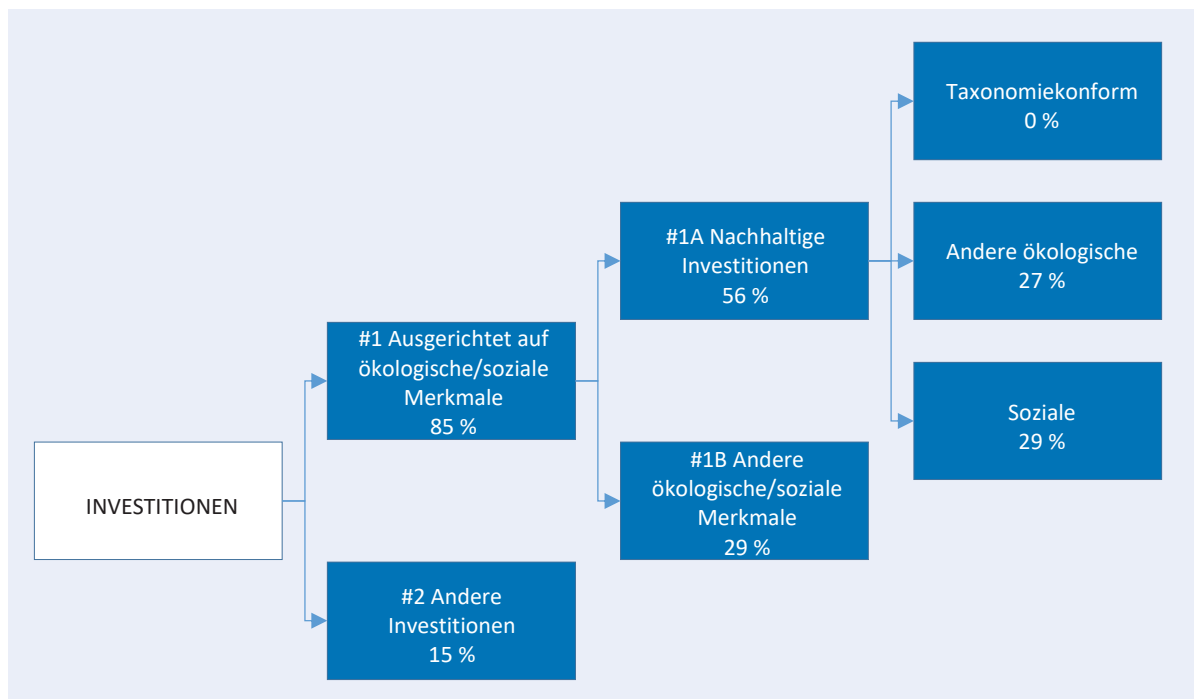 INVESTITIONEN
#1 Ausgerichtet auf
ökologische/soziale
Merkmale
85 %
#2 Andere
Investitionen
15 %
#1A Nachhaltige
Investitionen
56 %
#1B Andere
ökologische/soziale
Merkmale
29 %
Taxonomiekonform
0 %
Andere ökologische
27 %
Soziale
29 %